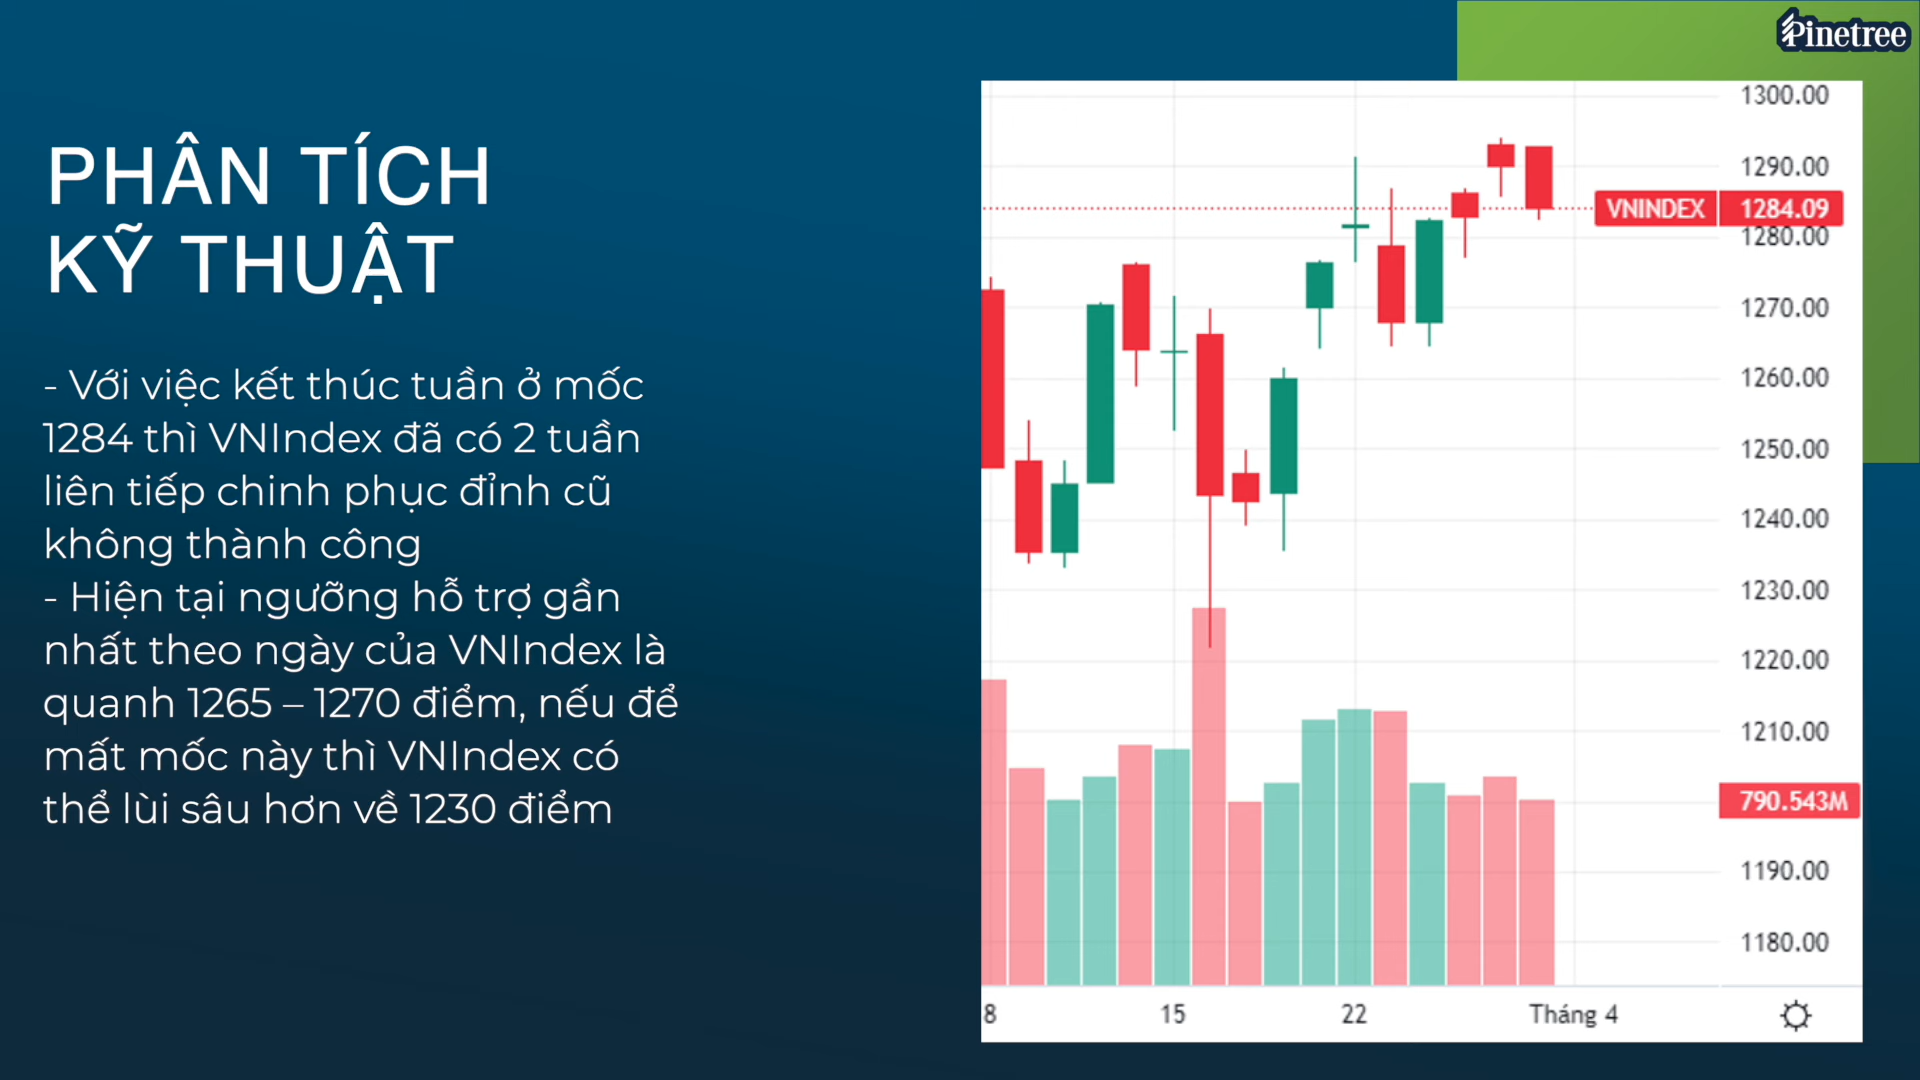 Pinetree
PHÂN TÍCH
KỸ THUẬT
- Với việc kết thúc tuần ở mốc
1284 thì VNIndex đã có 2 tuần
liên tiếp chinh phục đỉnh cũ
không thành công
- Hiện tại ngưỡng hỗ trợ gần
nhất theo ngày của VNIndex là
quanh 1265 – 1270 điểm, nếu để
mất mốc này thì VNIndex có
thể lùi sâu hơn về 1230 điểm
1300.00
1290.00
VNINDEX 1284.09
1280.00
1270.00
1260.00
1250.00
1240.00
1230.00
1220.00
1210.00
790.543M
1190.00
1180.00
8 15 22 Tháng 4